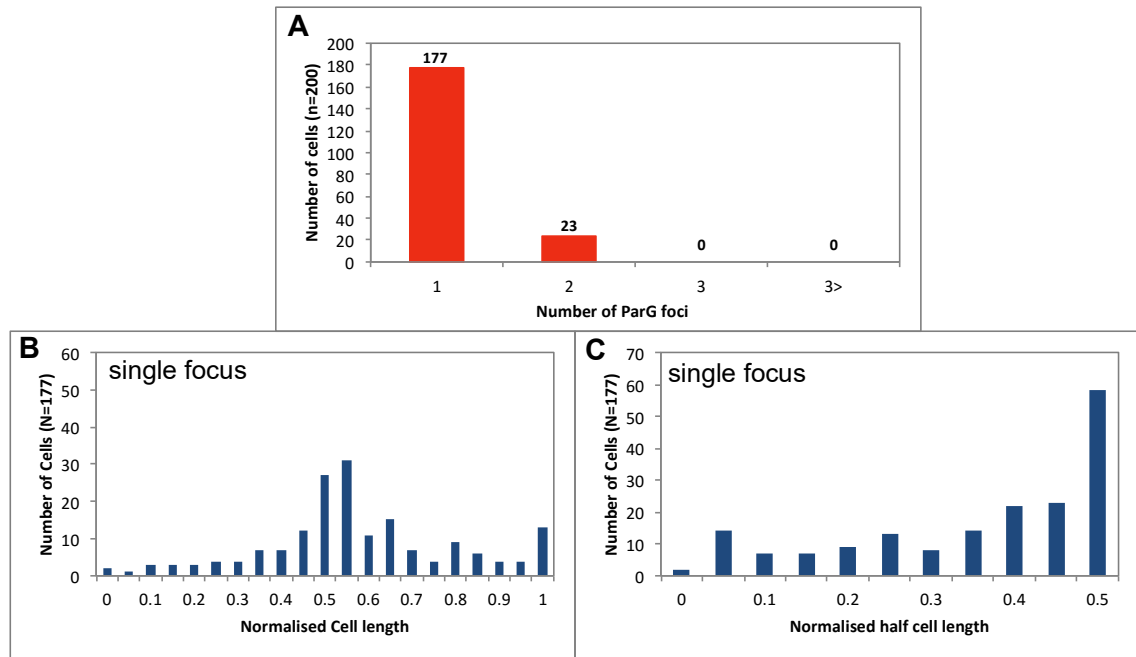 A
Number of cells (n=200)
200
180
160
140
120
100
80
60
40
20
0
177
23
0
0
1 2 3 3>
Number of ParG foci
B
single focus
Number of Cells (N=177)
60
50
40
30
20
10
0
0 0.1 0.2 0.3 0.4 0.5 0.6 0.7 0.8 0.9 1
Normalised Cell length
C
single focus
Number of Cells (N=177)
70
60
50
40
30
20
10
0
0 0.1 0.2 0.3 0.4 0.5
Normalised half cell length